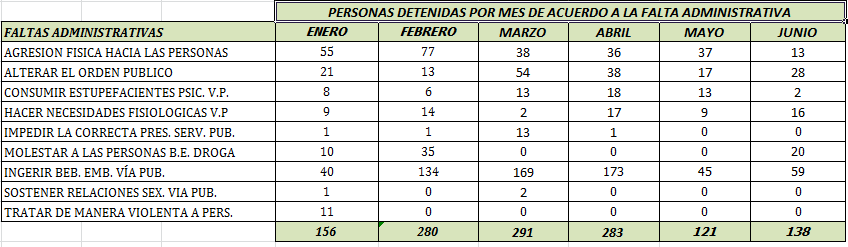 PERSONAS DETENIDAS POR MES DE ACUERDO A LA FALTA ADMINISTRATIVA
FALTAS ADMINISTRATIVAS ENERO FEBRERO MARZO ABRIL MAYO JUNIO
AGRESION FISICA HACIA LAS PERSONAS 55 77 38 36 37 13
ALTERAR EL ORDEN PUBLICO 21 13 54 38 17 28
CONSUMIR ESTUPEFACIENTES PSIC. V.P. 8 6 13 18 13 2
HACER NECESIDADES FISIOLOGICAS V.P 9 14 2 17 9 16
IMPEDIR LA CORRECTA PRES. SERV. PUB. 1 1 13 1 0 0
MOLESTAR A LAS PERSONAS B.E. DROGA 10 35 0 0 0 20
INGERIR BEB. EMB. VÍA PUB. 40 134 169 173 45 59
SOSTENER RELACIONES SEX. VIA PUB. 1 0 2 0 0 0
TRATAR DE MANERA VIOLENTA A PERS. 11 0 0 0 0 0
156 280 291 283 121 138